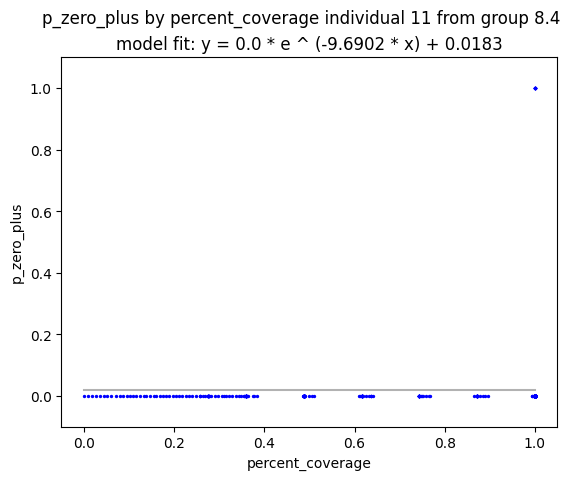 p_zero_plus by percent_coverage individual 11 from group 8.4
model fit: y = 0.0 * e ^ (-9.6902 * x) + 0.0183
1.0
0.8
0.6
0.4
0.2
0.0
p_zero_plus
0.0 0.2 0.4 0.6 0.8 1.0
percent_coverage